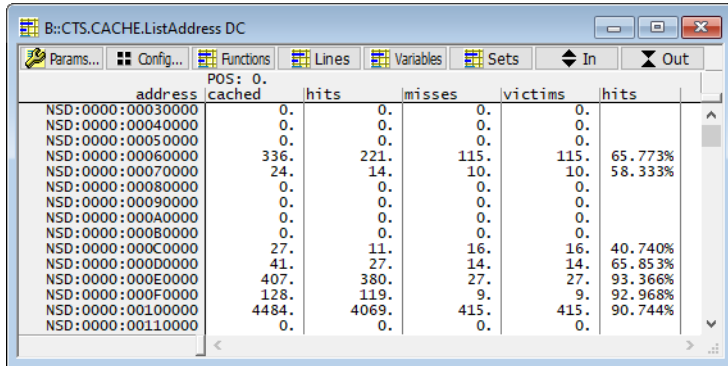 B::CTS.CACHE.ListAddress DC
Params... Config... Functions Lines Variables Sets In Out
POS: 0.
address cached hits misses victims hits
NSD:0000:00030000 0. 0. 0. 0.
NSD:0000:00040000 0. 0. 0. 0.
NSD:0000:00050000 0. 0. 0. 0.
NSD:0000:00060000 336. 221. 115. 115. 65.773%
NSD:0000:00070000 24. 14. 10. 10. 58.333%
NSD:0000:00080000 0. 0. 0. 0.
NSD:0000:00090000 0. 0. 0. 0.
NSD:0000:000A0000 0. 0. 0. 0.
NSD:0000:000B0000 0. 0. 0. 0.
NSD:0000:000C0000 27. 11. 16. 16. 40.740%
NSD:0000:000D0000 41. 27. 14. 14. 65.853%
NSD:0000:000E0000 407. 380. 27. 27. 93.366%
NSD:0000:000F0000 128. 119. 9. 9. 92.968%
NSD:0000:00100000 4484. 4069. 415. 415. 90.744%
NSD:0000:00110000 0. 0. 0. 0.